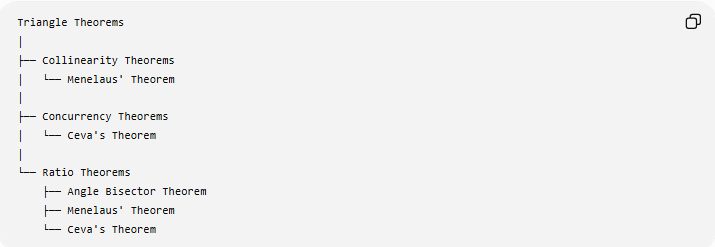 Triangle Theorems
│
├── Collinearity Theorems
│   └── Menelaus' Theorem
│
├── Concurrency Theorems
│   └── Ceva's Theorem
│
└── Ratio Theorems
    ├── Angle Bisector Theorem
    ├── Menelaus' Theorem
    └── Ceva's Theorem